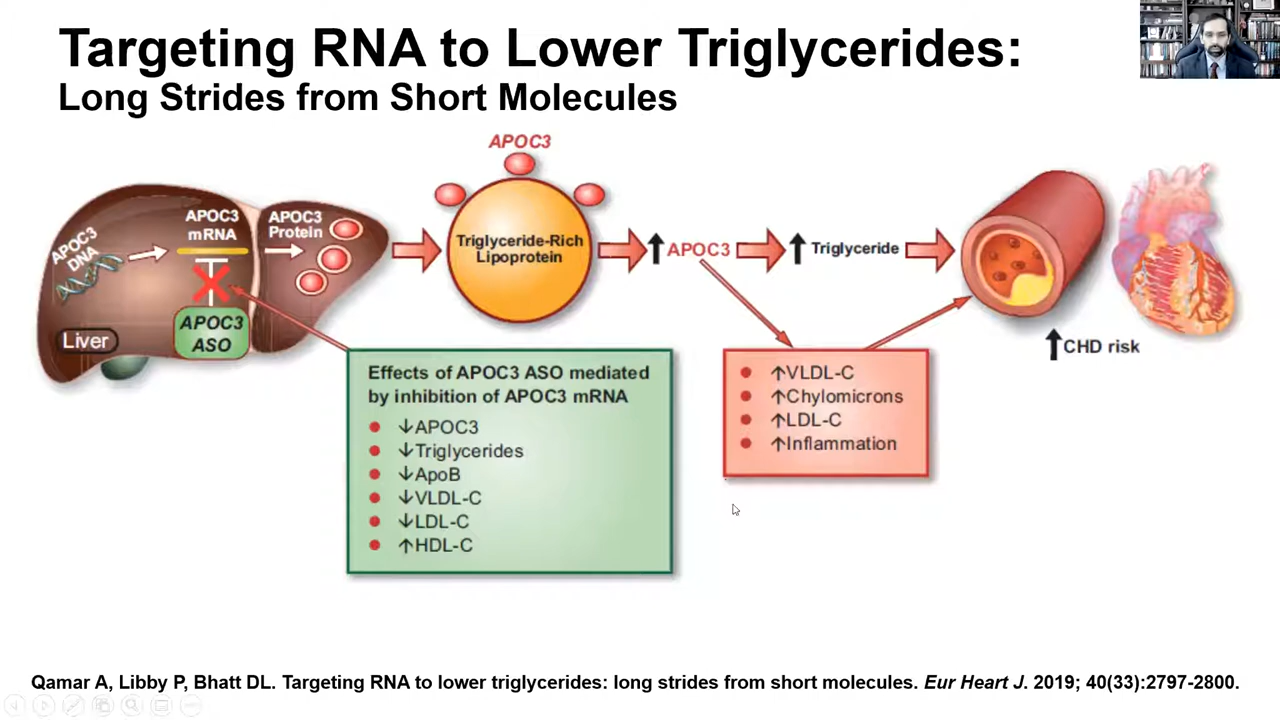 Targeting RNA to Lower Triglycerides:
Long Strides from Short Molecules
APOC3
APOC3
DNA
APOC3
mRNA
APOC3
Protein
APOC3
ASO
Liver
Triglyceride-Rich
Lipoprotein
↑ APOC3
↑ Triglyceride
↑ CHD risk
Effects of APOC3 ASO mediated
by inhibition of APOC3 mRNA
● ↓APOC3
● ↓Triglycerides
● ↓ApoB
● ↓VLDL-C
● ↓LDL-C
● ↑HDL-C
● ↑VLDL-C
● ↑Chylomicrons
● ↑LDL-C
● ↑Inflammation
Qamar A, Libby P, Bhatt DL. Targeting RNA to lower triglycerides: long strides from short molecules. Eur Heart J. 2019; 40(33):2797-2800.